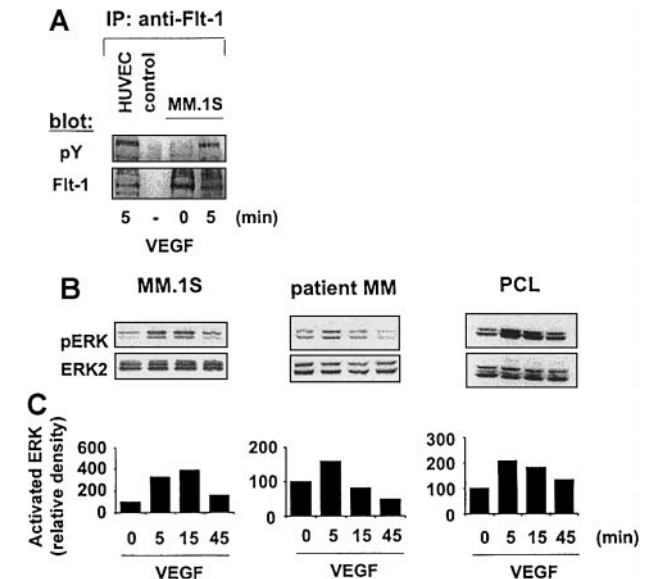 A
IP: anti-Flt-1
HUVEC
control
MM.1S
blot:
pY
Flt-1
5 - 0 5 (min)
VEGF
B
MM.1S patient MM PCL
pERK
ERK2
C
Activated ERK
(relative density)
600
400
200
0
0 5 15 45
VEGF
200
100
0
0 5 15 45
VEGF
300
200
100
0
0 5 15 45 (min)
VEGF